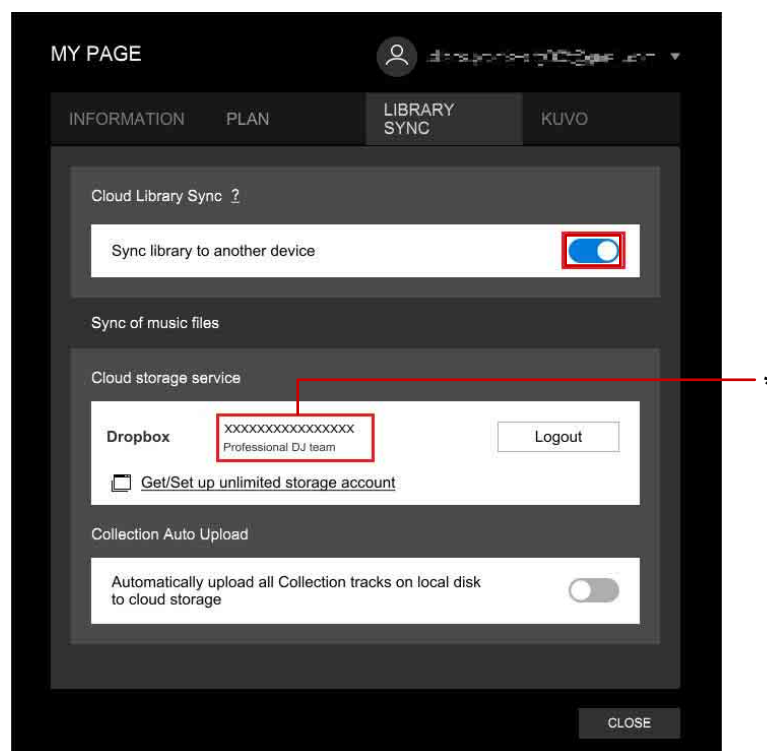 MY PAGE
INFORMATION PLAN LIBRARY SYNC KUVO
Cloud Library Sync ?
Sync library to another device
Sync of music files
Cloud storage service
*
Dropbox XXXXXXXXXXXXXXXX
Professional DJ team
Logout
Get/Set up unlimited storage account
Collection Auto Upload
Automatically upload all Collection tracks on local disk
to cloud storage
CLOSE